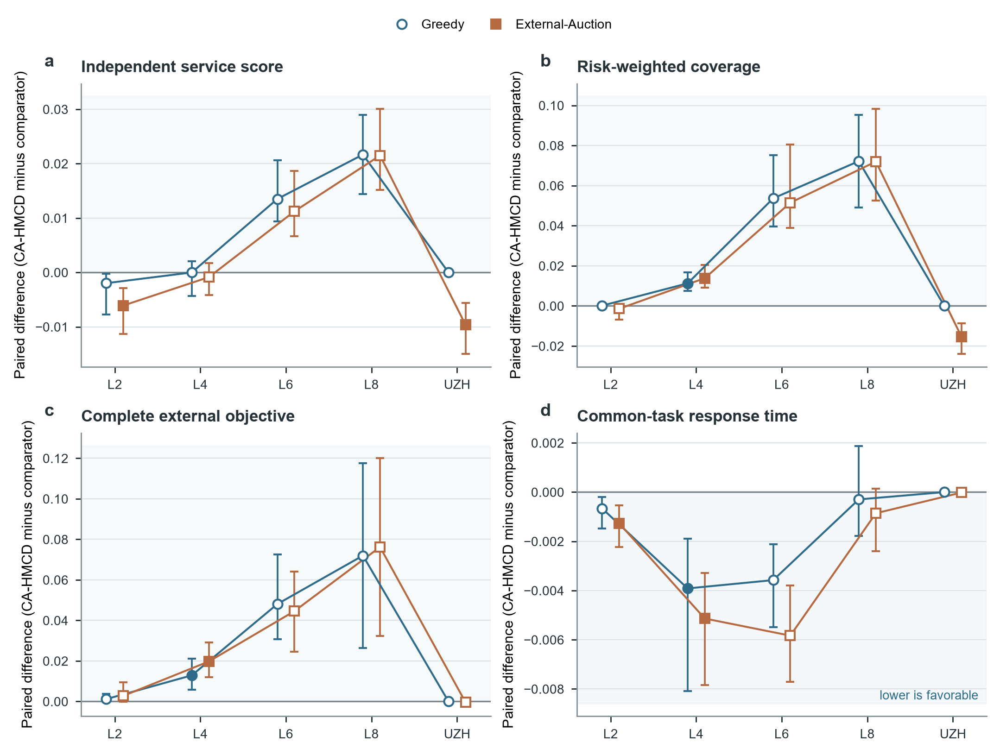 Greedy
External-Auction
a
Independent service score
Paired difference (CA-HMCD minus comparator)
0.03
0.02
0.01
0.00
−0.01
L2 L4 L6 L8 UZH
b
Risk-weighted coverage
Paired difference (CA-HMCD minus comparator)
0.10
0.08
0.06
0.04
0.02
0.00
−0.02
L2 L4 L6 L8 UZH
c
Complete external objective
Paired difference (CA-HMCD minus comparator)
0.12
0.10
0.08
0.06
0.04
0.02
0.00
L2 L4 L6 L8 UZH
d
Common-task response time
Paired difference (CA-HMCD minus comparator)
0.002
0.000
−0.002
−0.004
−0.006
−0.008
lower is favorable
L2 L4 L6 L8 UZH